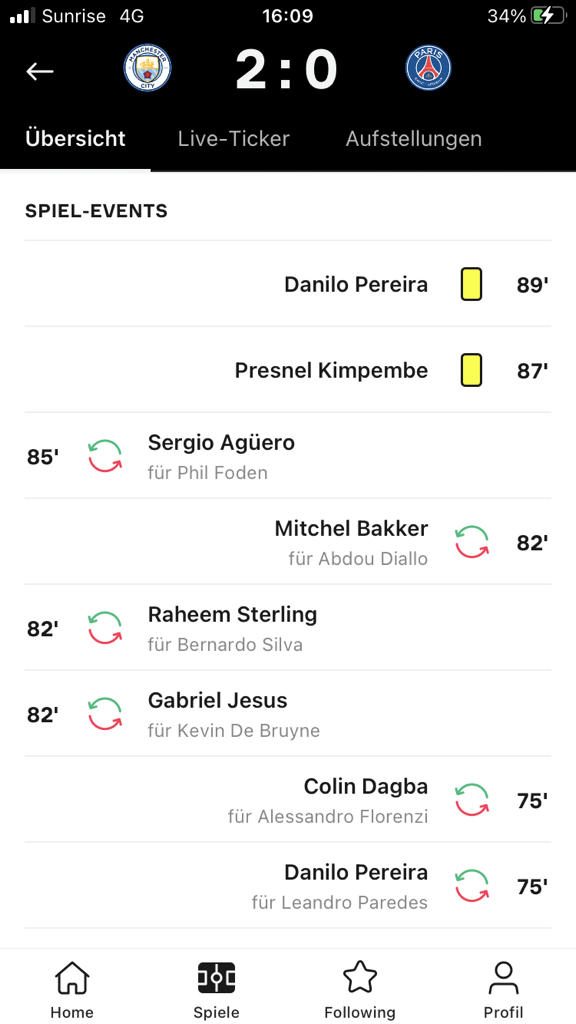 Sunrise 4G 16:09 34%
MANCHESTER CITY 2:0 PARIS
Übersicht Live-Ticker Aufstellungen
SPIEL-EVENTS
Danilo Pereira 89'
Presnel Kimpembe 87'
85' Sergio Agüero
für Phil Foden
Mitchel Bakker 82'
für Abdou Diallo
82' Raheem Sterling
für Bernardo Silva
82' Gabriel Jesus
für Kevin De Bruyne
Colin Dagba 75'
für Alessandro Florenzi
Danilo Pereira 75'
für Leandro Paredes
Home Spiele Following Profil